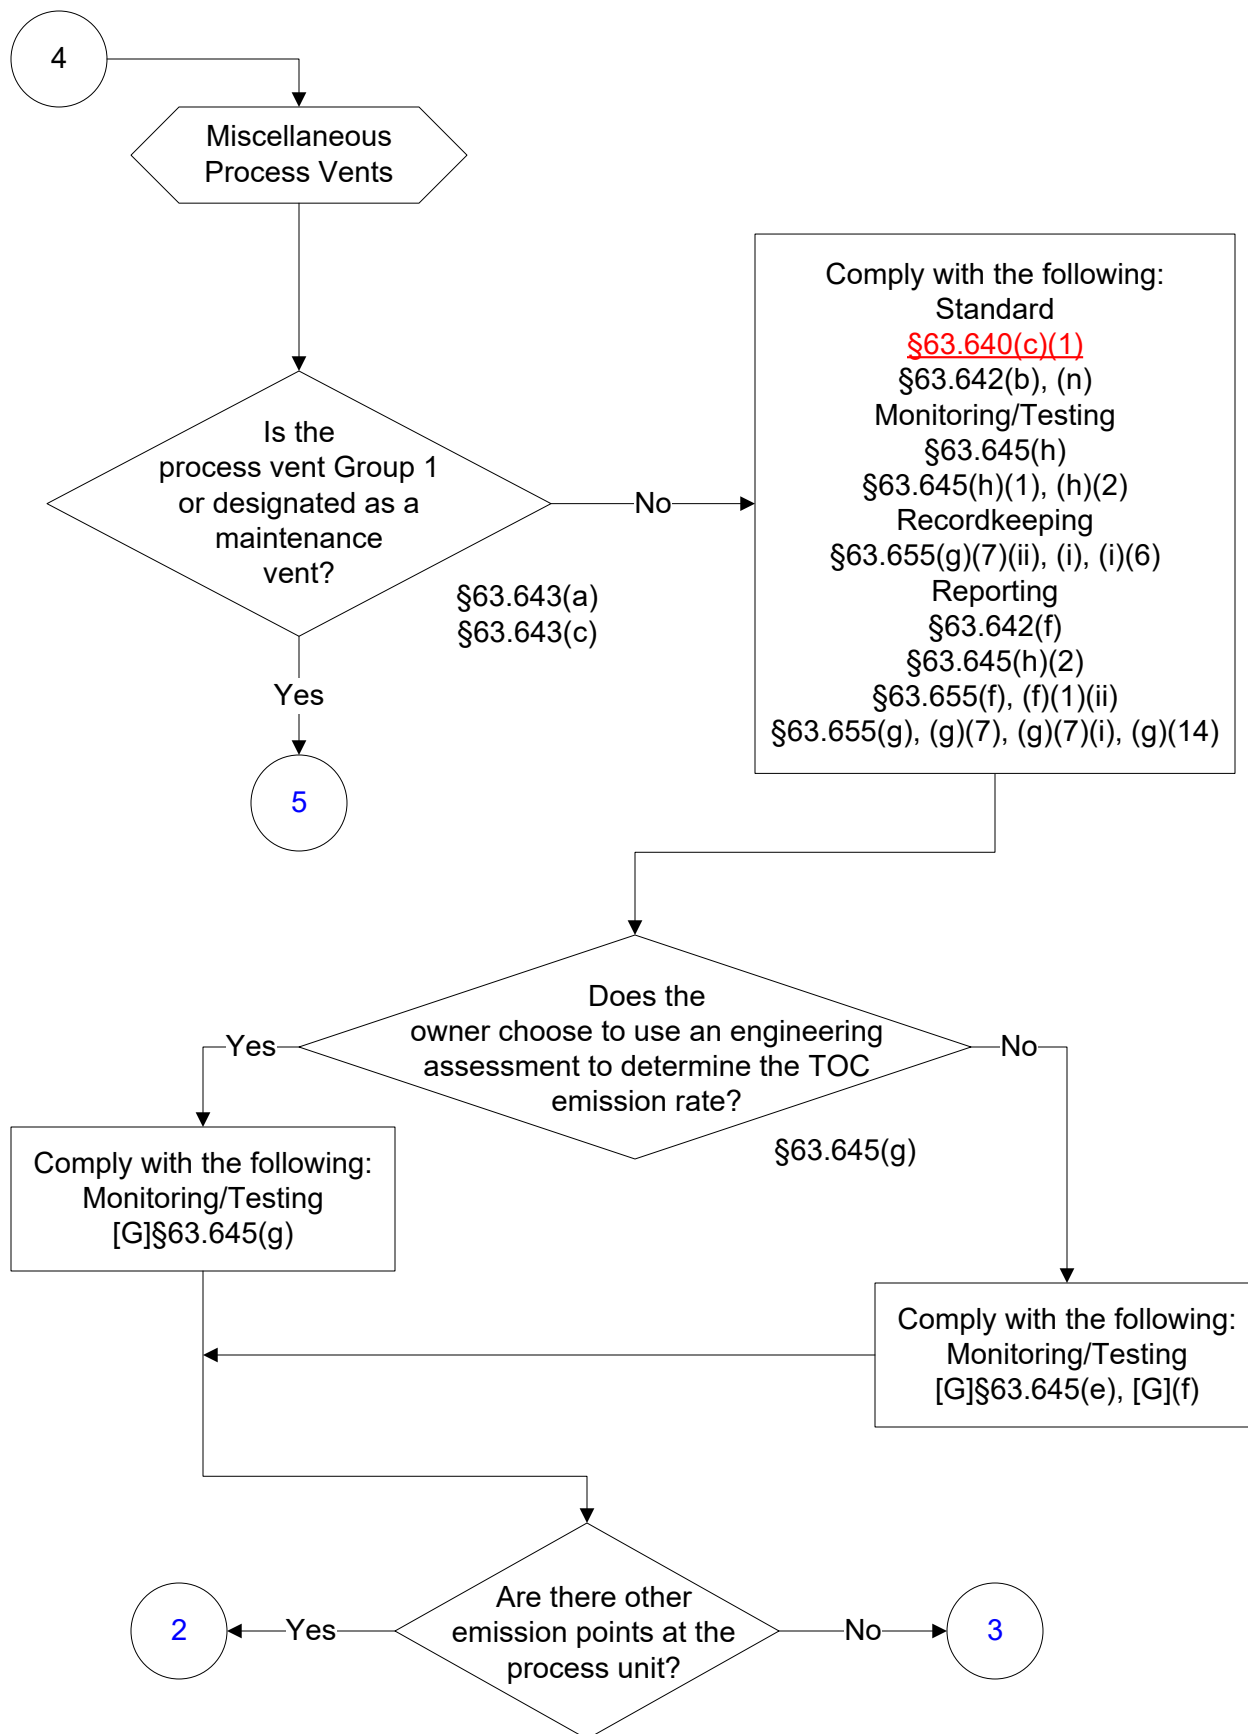 4
Miscellaneous
Process Vents
Is the
process vent Group 1
or designated as a
maintenance
vent?
§63.643(a)
§63.643(c)
No
Yes
5
Comply with the following:
Standard
§63.640(c)(1)
§63.642(b), (n)
Monitoring/Testing
§63.645(h)
§63.645(h)(1), (h)(2)
Recordkeeping
§63.655(g)(7)(ii), (i), (i)(6)
Reporting
§63.642(f)
§63.645(h)(2)
§63.655(f), (f)(1)(ii)
§63.655(g), (g)(7), (g)(7)(i), (g)(14)
Does the
owner choose to use an engineering
assessment to determine the TOC
emission rate?
§63.645(g)
Yes
No
Comply with the following:
Monitoring/Testing
[G]§63.645(g)
Comply with the following:
Monitoring/Testing
[G]§63.645(e), [G](f)
Are there other
emission points at the
process unit?
Yes
2
No
3